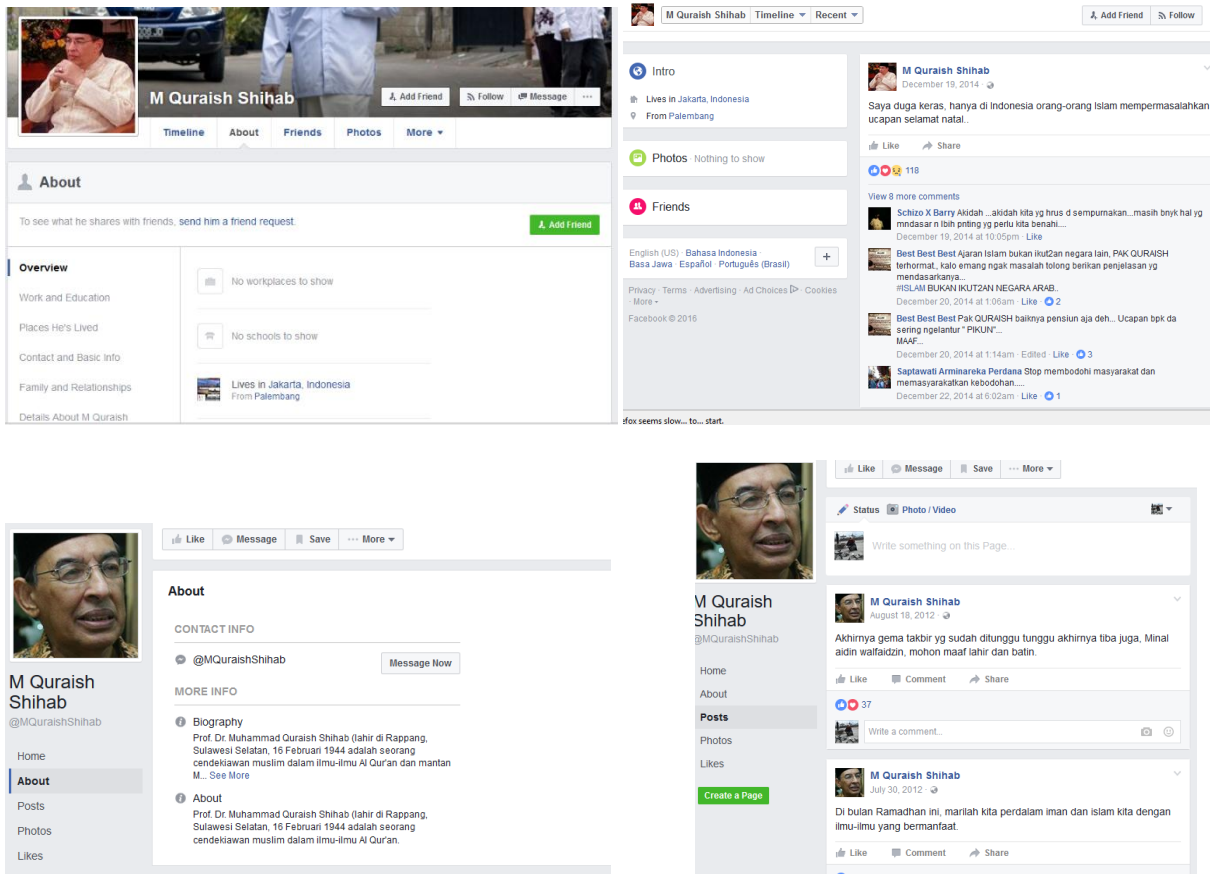 M Quraish Shihab
Add Friend
Follow
Message
Timeline
About
Friends
Photos
More
About
To see what he shares with friends, send him a friend request.
Add Friend
Overview
Work and Education
Places He's Lived
Contact and Basic Info
Family and Relationships
Details About M Quraish
No workplaces to show
No schools to show
Lives in Jakarta, Indonesia
From Palembang
M Quraish Shihab Timeline Recent
Add Friend
Follow
Intro
Lives in Jakarta, Indonesia
From Palembang
Photos · Nothing to show
Friends
English (US) · Bahasa Indonesia ·
Basa Jawa · Español · Português (Brasil)
+
Privacy · Terms · Advertising · Ad Choices · Cookies
· More
Facebook © 2016
efox seems slow... to... start.
M Quraish Shihab
December 19, 2014 ·
Saya duga keras, hanya di Indonesia orang-orang Islam mempermasalahkan
ucapan selamat natal..
Like Share
118
View 8 more comments
Schizo X Barry Akidah ...akidah kita yg hrus d sempurnakan...masih bnyk hal yg
mndasar n lbih pnting yg perlu kita benahi....
December 19, 2014 at 10:05pm · Like
Best Best Best Ajaran Islam bukan ikut2an negara lain, PAK QURAISH
terhormat,, kalo emang ngak masalah tolong berikan penjelasan yg
mendasarkanya...
#ISLAM BUKAN IKUT2AN NEGARA ARAB..
December 20, 2014 at 1:06am · Like · 2
Best Best Best Pak QURAISH baiknya pensiun aja deh... Ucapan bpk da
sering ngelantur " PIKUN"...
MAAF...
December 20, 2014 at 1:14am · Edited · Like · 3
Saptawati Arminareka Perdana Stop membodohi masyarakat dan
memasyarakatkan kebodohan.....
December 22, 2014 at 6:02am · Like · 1
M Quraish
Shihab
@MQuraishShihab
Home
About
Posts
Photos
Likes
Like
Message
Save
More
About
CONTACT INFO
@MQuraishShihab
Message Now
MORE INFO
Biography
Prof. Dr. Muhammad Quraish Shihab (lahir di Rappang,
Sulawesi Selatan, 16 Februari 1944 adalah seorang
cendekiawan muslim dalam ilmu-ilmu Al Qur'an dan mantan
M... See More
About
Prof. Dr. Muhammad Quraish Shihab (lahir di Rappang,
Sulawesi Selatan, 16 Februari 1944 adalah seorang
cendekiawan muslim dalam ilmu-ilmu Al Qur'an.
M Quraish
Shihab
@MQuraishShihab
Home
About
Posts
Photos
Likes
Create a Page
Like
Message
Save
More
Status Photo / Video
Write something on this Page...
M Quraish Shihab
August 18, 2012 ·
Akhirnya gema takbir yg sudah ditunggu tunggu akhirnya tiba juga, Minal
aidin walfaidzin, mohon maaf lahir dan batin.
Like Comment Share
37
Write a comment...
M Quraish Shihab
July 30, 2012 ·
Di bulan Ramadhan ini, marilah kita perdalam iman dan islam kita dengan
ilmu-ilmu yang bermanfaat.
Like Comment Share